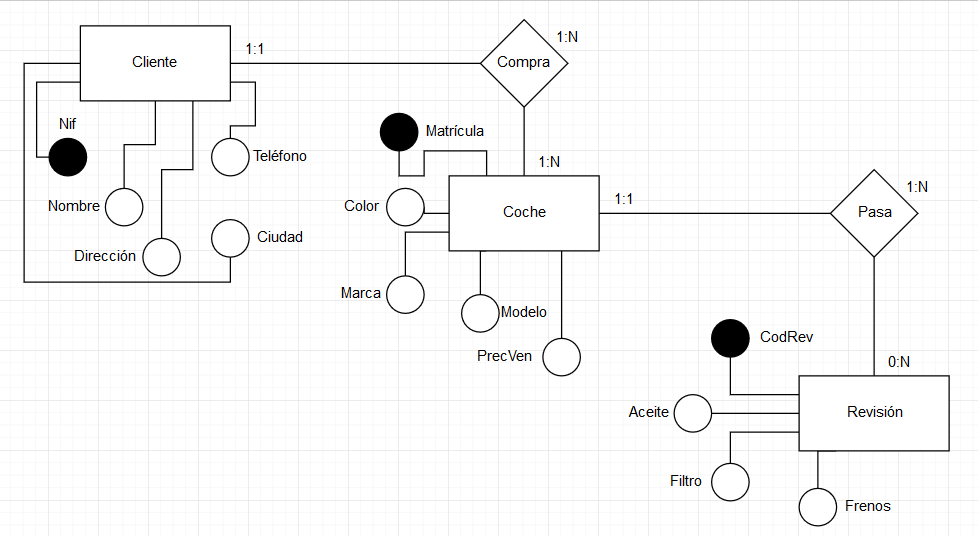 1:N
1:1
Cliente
Compra
Nif
Matrícula
Teléfono
1:N
1:N
Nombre
Color
Coche
1:1
Pasa
Ciudad
Dirección
Marca
Modelo
CodRev
PrecVen
0:N
Aceite
Revisión
Filtro
Frenos